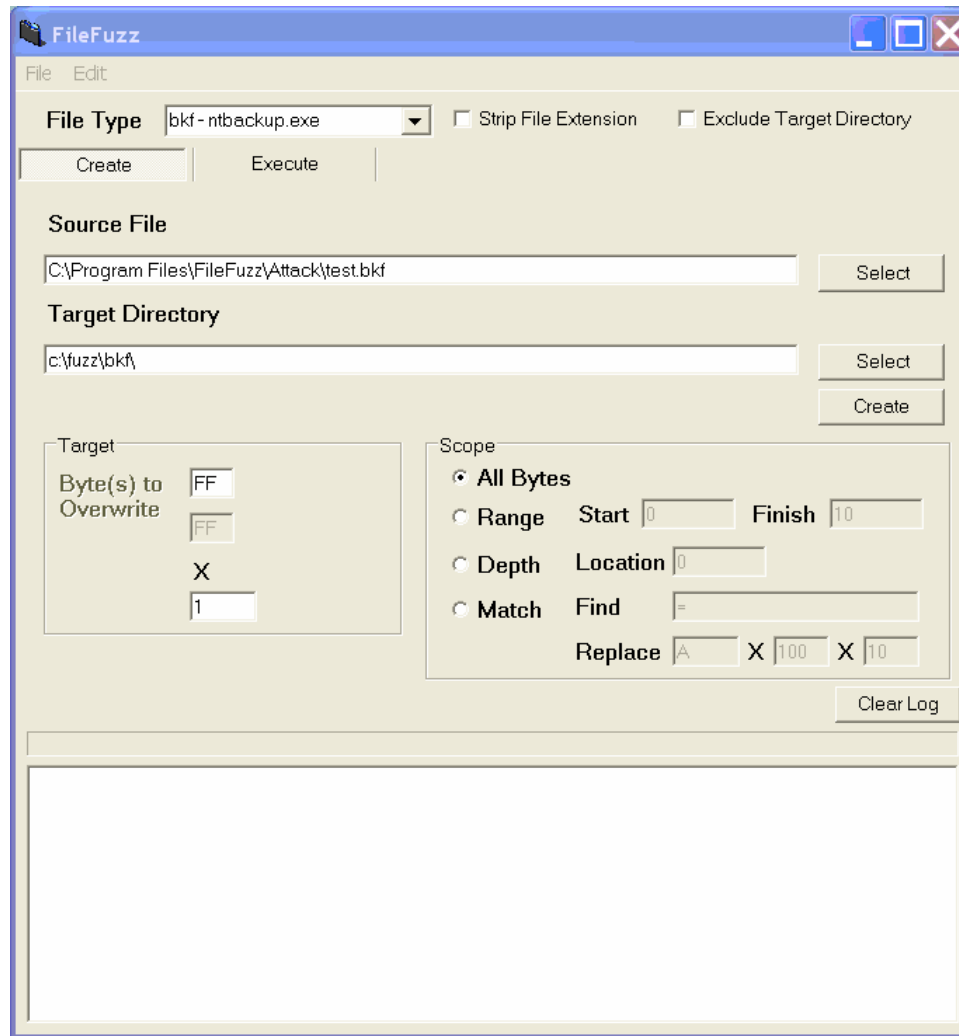 FileFuzz
File Edit
File Type bkf - ntbackup.exe Strip File Extension Exclude Target Directory
Create Execute
Source File
C:\Program Files\FileFuzz\Attack\test.bkf Select
Target Directory
c:\fuzz\bkf\ Select
Create
Target
Byte(s) to Overwrite FF
FF
X
1
Scope
All Bytes
Range Start 0 Finish 10
Depth Location 0
Match Find =
Replace A X 100 X 10
Clear Log